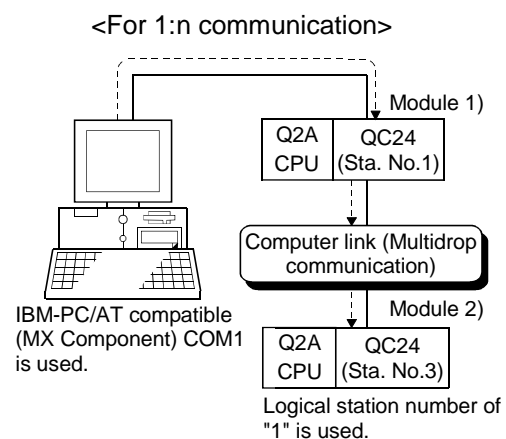 <For 1:n communication>
Module 1)
Q2A
CPU
QC24
(Sta. No.1)
Computer link (Multidrop
communication)
IBM-PC/AT compatible
(MX Component) COM1
is used.
Module 2)
Q2A
CPU
QC24
(Sta. No.3)
Logical station number of
"1" is used.